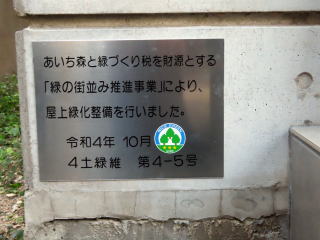 あいち森と緑づくり税を財源とする
「緑の街並み推進事業」により、
屋上緑化整備を行いました。
令和4年 10月
4土緑維 第4-5号